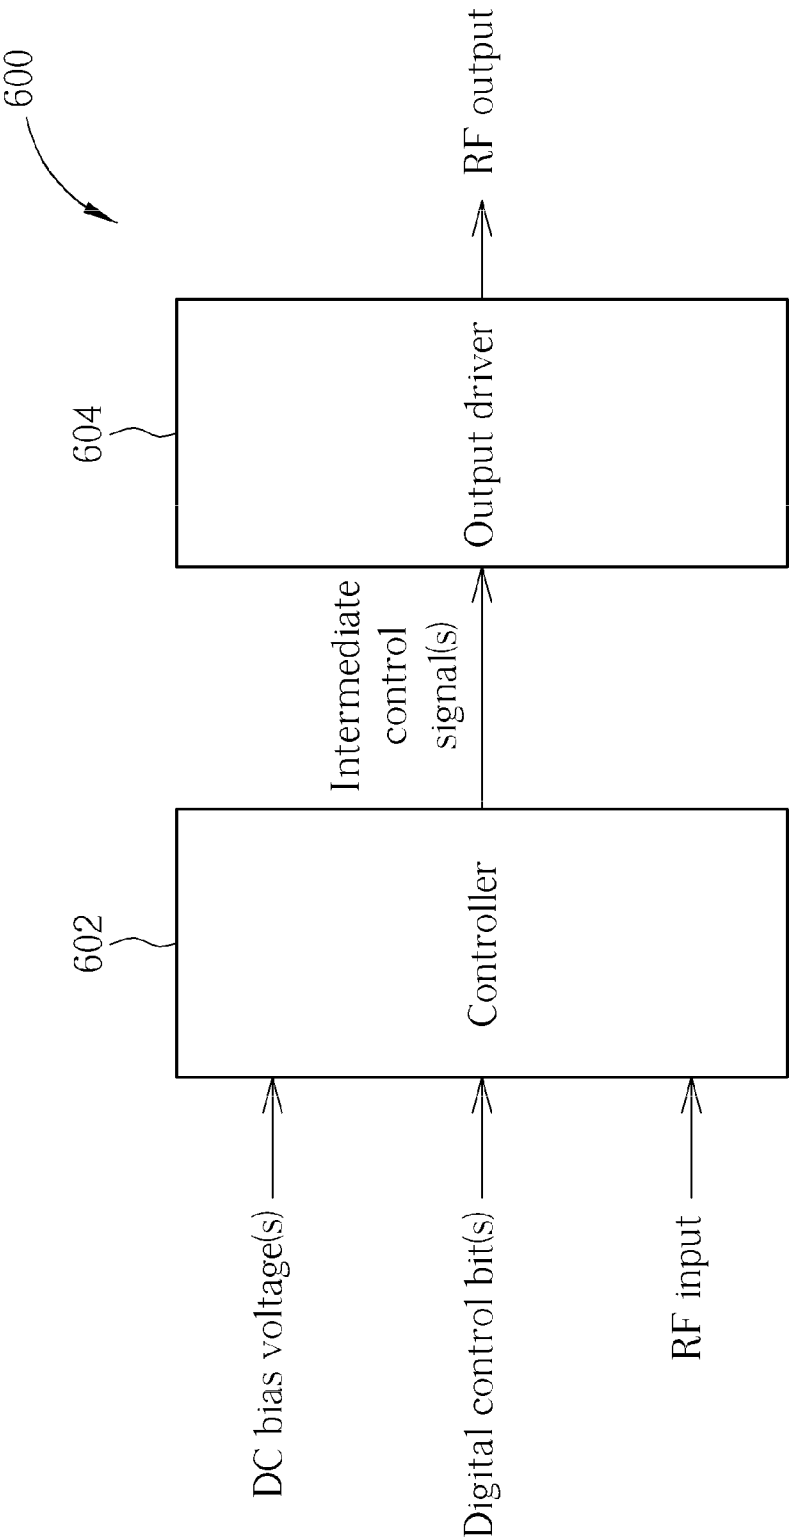 600
602
604
DC bias voltage(s)
Digital control bit(s)
RF input
Controller
Intermediate
control
signal(s)
Output driver
RF output